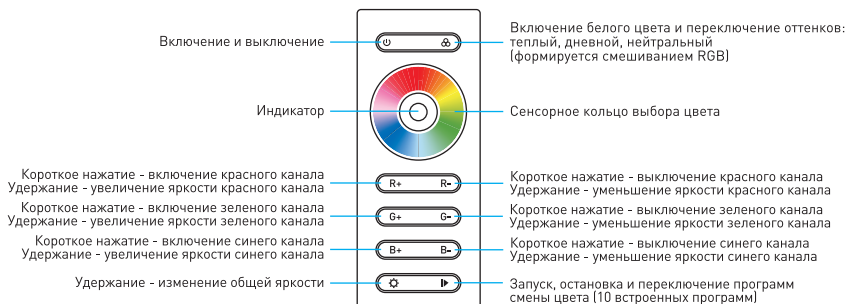 Включение и выключение
Включение белого цвета и переключение оттенков:
теплый, дневной, нейтральный
(формируется смешиванием RGB)
Индикатор
Сенсорное кольцо выбора цвета
Короткое нажатие - включение красного канала
Удержание - увеличение яркости красного канала
R+ R-
Короткое нажатие - выключение красного канала
Удержание - уменьшение яркости красного канала
Короткое нажатие - включение зеленого канала
Удержание - увеличение яркости зеленого канала
G+ G-
Короткое нажатие - выключение зеленого канала
Удержание - уменьшение яркости зеленого канала
Короткое нажатие - включение синего канала
Удержание - увеличение яркости синего канала
B+ B-
Короткое нажатие - выключение синего канала
Удержание - уменьшение яркости синего канала
Удержание - изменение общей яркости
Запуск, остановка и переключение программ
смены цвета (10 встроенных программ)